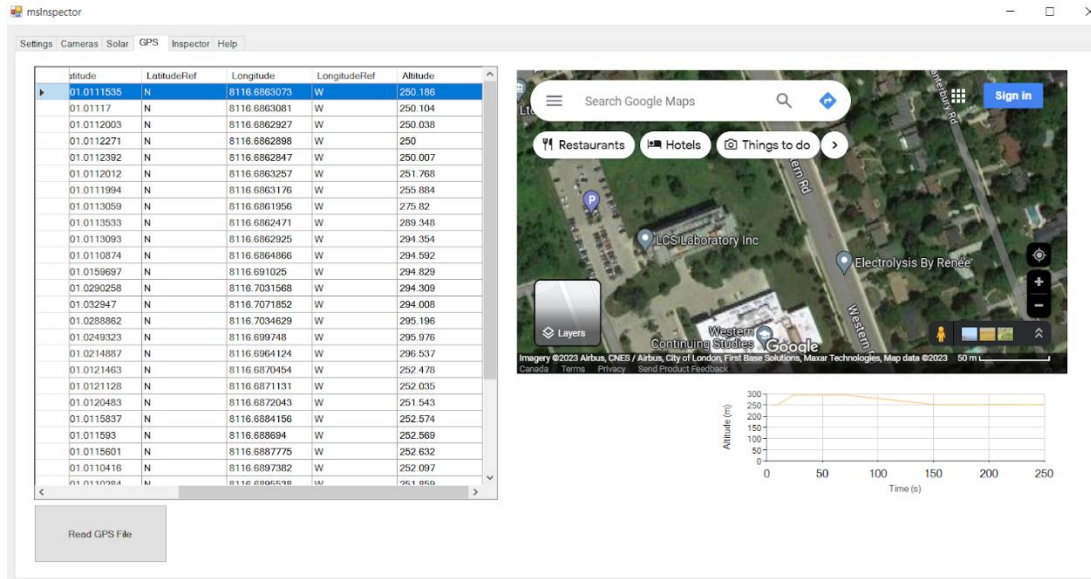 msInspector
Settings Cameras Solar GPS Inspector Help
atitude LatitudeRef Longitude LongitudeRef Altitude
01.0111535 N 8116.6863073 W 250.186
01.01117 N 8116.6863081 W 250.104
01.0112003 N 8116.6862927 W 250.038
01.0112271 N 8116.6862898 W 250
01.0112392 N 8116.6862847 W 250.007
01.0112012 N 8116.6863257 W 251.768
01.0111994 N 8116.6863176 W 255.884
01.0113059 N 8116.6861956 W 275.82
01.0113533 N 8116.6862471 W 289.348
01.0113093 N 8116.6862925 W 294.354
01.0110874 N 8116.6864866 W 294.592
01.0159697 N 8116.691025 W 294.829
01.0290258 N 8116.7031568 W 294.309
01.032947 N 8116.7071852 W 294.008
01.0288862 N 8116.7034629 W 295.196
01.0249323 N 8116.699748 W 295.976
01.0214887 N 8116.6964124 W 296.537
01.0121463 N 8116.6870454 W 252.478
01.0121128 N 8116.6871131 W 252.035
01.0120483 N 8116.6872043 W 251.543
01.0115837 N 8116.6884156 W 252.574
01.011593 N 8116.688694 W 252.569
01.0115601 N 8116.6887775 W 252.632
01.0110416 N 8116.6897382 W 252.097
01.0110284 N 8116.6895538 W 251.859
Read GPS File
Search Google Maps
Sign in
Restaurants Hotels Things to do
P
LCS Laboratory Inc
Electrolysis By Renée
Western Rd
Layers
Western
Continuing Studies
Google
Imagery ©2023 Airbus, CNES / Airbus, City of London, First Base Solutions, Maxar Technologies, Map data ©2023 50 m
Canada Terms Privacy Send Product Feedback
Altitude (m)
300
250
200
150
100
50
0
0 50 100 150 200 250
Time (s)